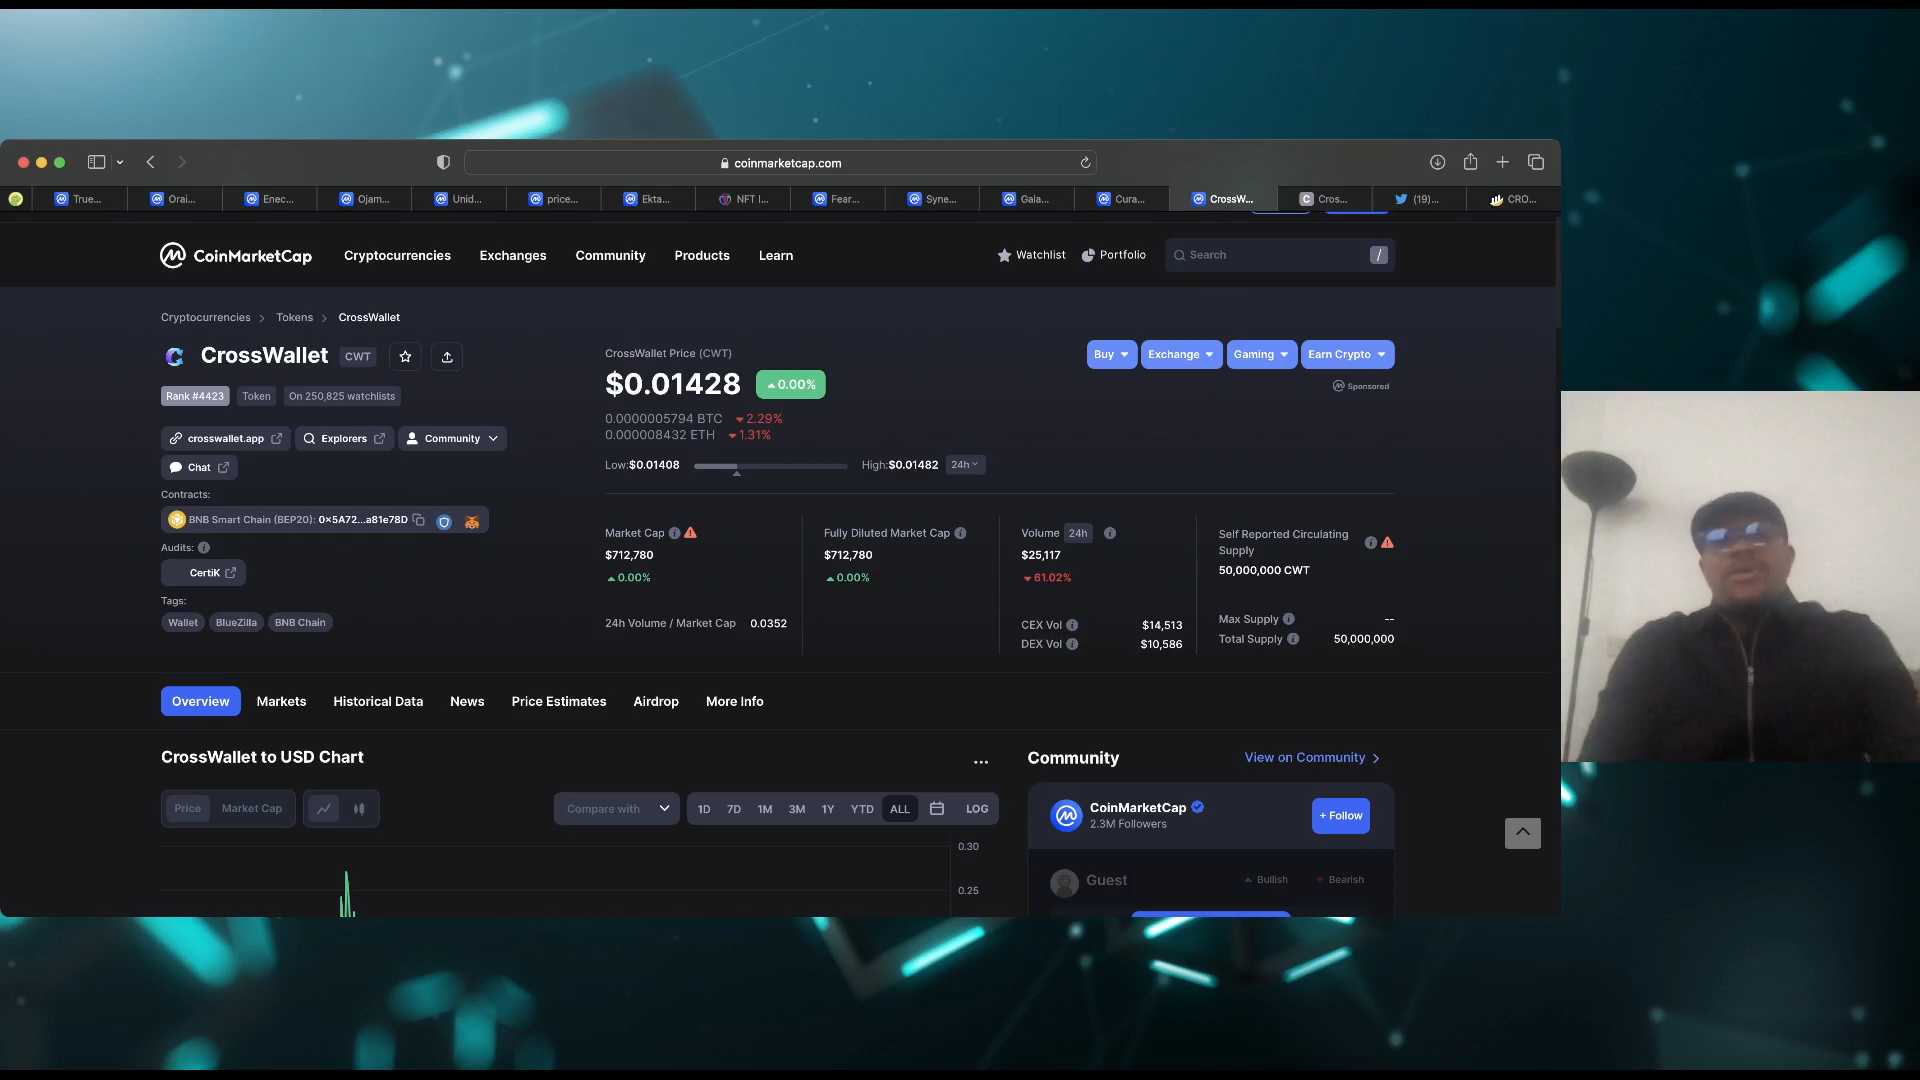 coinmarketcap.com
True...
Orai...
Enec...
Ojam...
Unid...
price...
Ekta...
NFT I...
Fear...
Syne...
Gala...
Cura...
CrossW...
C Cros...
(19)...
CRO...
CoinMarketCap
Cryptocurrencies
Exchanges
Community
Products
Learn
Watchlist
Portfolio
Search
/
Cryptocurrencies > Tokens > CrossWallet
CrossWallet CWT
Rank #4423
Token
On 250,825 watchlists
crosswallet.app
Explorers
Community
Chat
Contracts:
BNB Smart Chain (BEP20): 0x5A72...a81e78D
Audits:
CertiK
Tags:
Wallet
BlueZilla
BNB Chain
CrossWallet Price (CWT)
$0.01428
0.00%
0.0000005794 BTC
2.29%
0.000008432 ETH
1.31%
Low:$0.01408
High:$0.01482
24h
Buy
Exchange
Gaming
Earn Crypto
Sponsored
Market Cap
$712,780
0.00%
24h Volume / Market Cap
0.0352
Fully Diluted Market Cap
$712,780
0.00%
Volume 24h
$25,117
61.02%
CEX Vol
$14,513
DEX Vol
$10,586
Self Reported Circulating
Supply
50,000,000 CWT
Max Supply
--
Total Supply
50,000,000
Overview
Markets
Historical Data
News
Price Estimates
Airdrop
More Info
CrossWallet to USD Chart
...
Price
Market Cap
Compare with
1D
7D
1M
3M
1Y
YTD
ALL
LOG
0.30
0.25
Community
View on Community >
CoinMarketCap
2.3M Followers
+ Follow
Guest
Bullish
Bearish